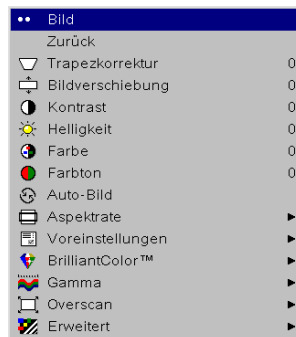 Bild
Zurück
Trapezkorrektur 0
Bildverschiebung 0
Kontrast 0
Helligkeit 0
Farbe 0
Farbton 0
Auto-Bild
Aspektrate
Voreinstellungen
BrilliantColor™
Gamma
Overscan
Erweitert